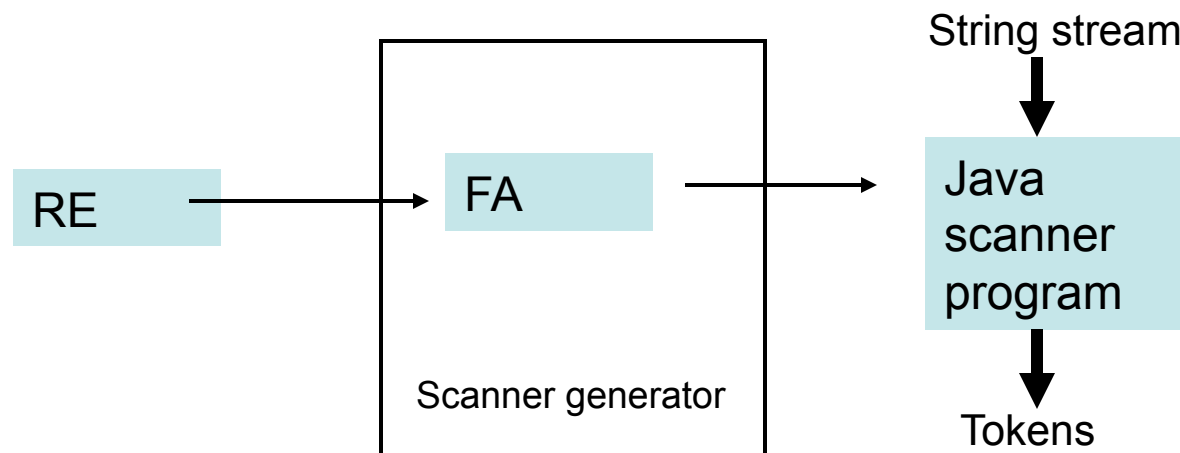 String stream
RE
FA
Java
scanner
program
Scanner generator
Tokens